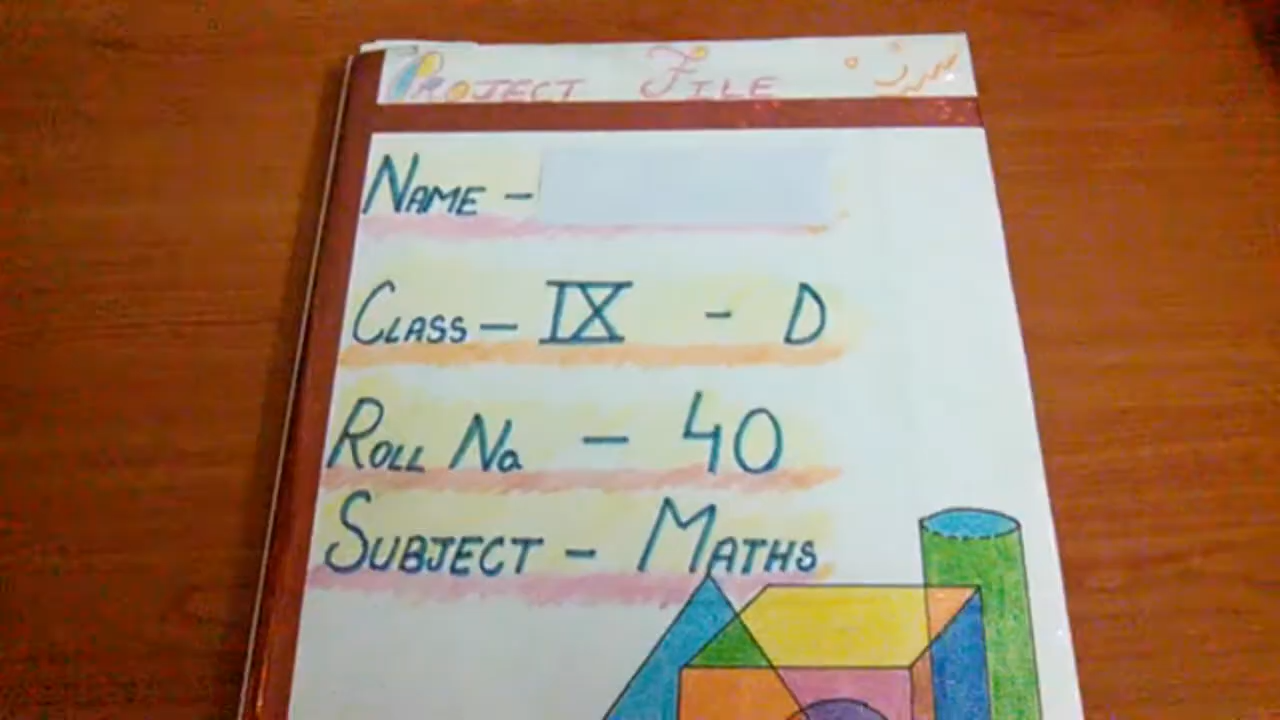 PROJECT FILE
NAME -
CLASS - IX - D
ROLL No - 40
SUBJECT - MATHS